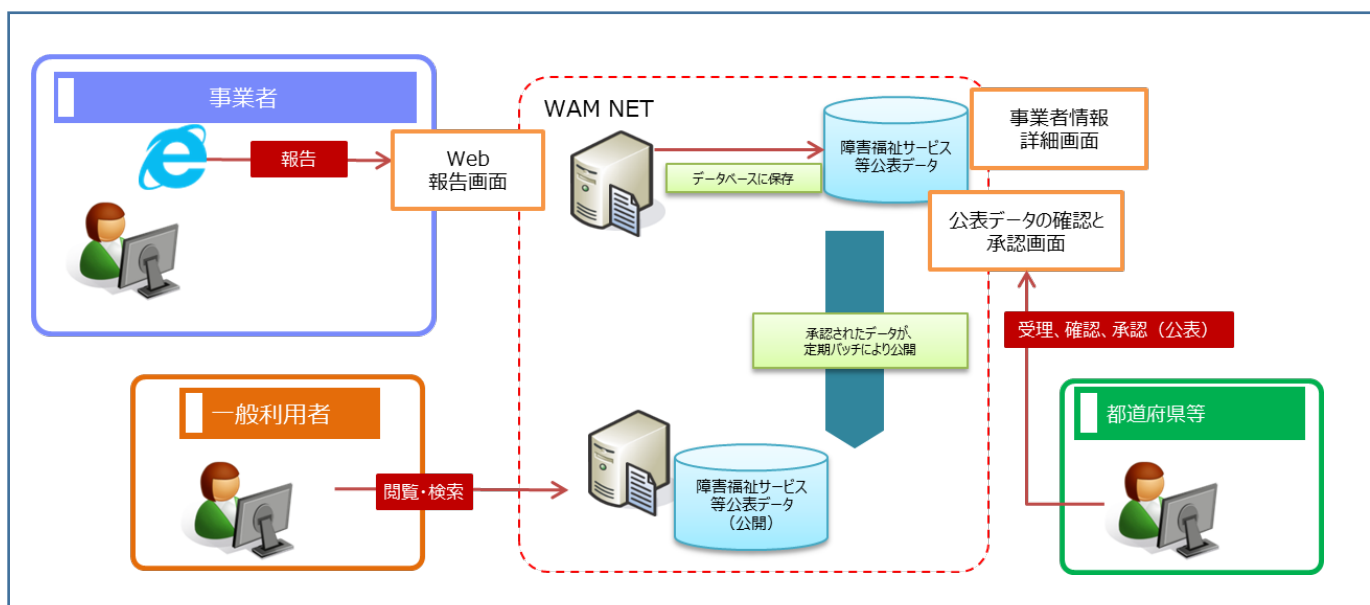 事業者
報告
Web
報告画面
WAM NET
データベースに保存
障害福祉サービス
等公表データ
事業者情報
詳細画面
公表データの確認と
承認画面
承認されたデータが、
定期バッチにより公開
受理、確認、承認（公表）
一般利用者
閲覧・検索
障害福祉サービス
等公表データ
（公開）
都道府県等